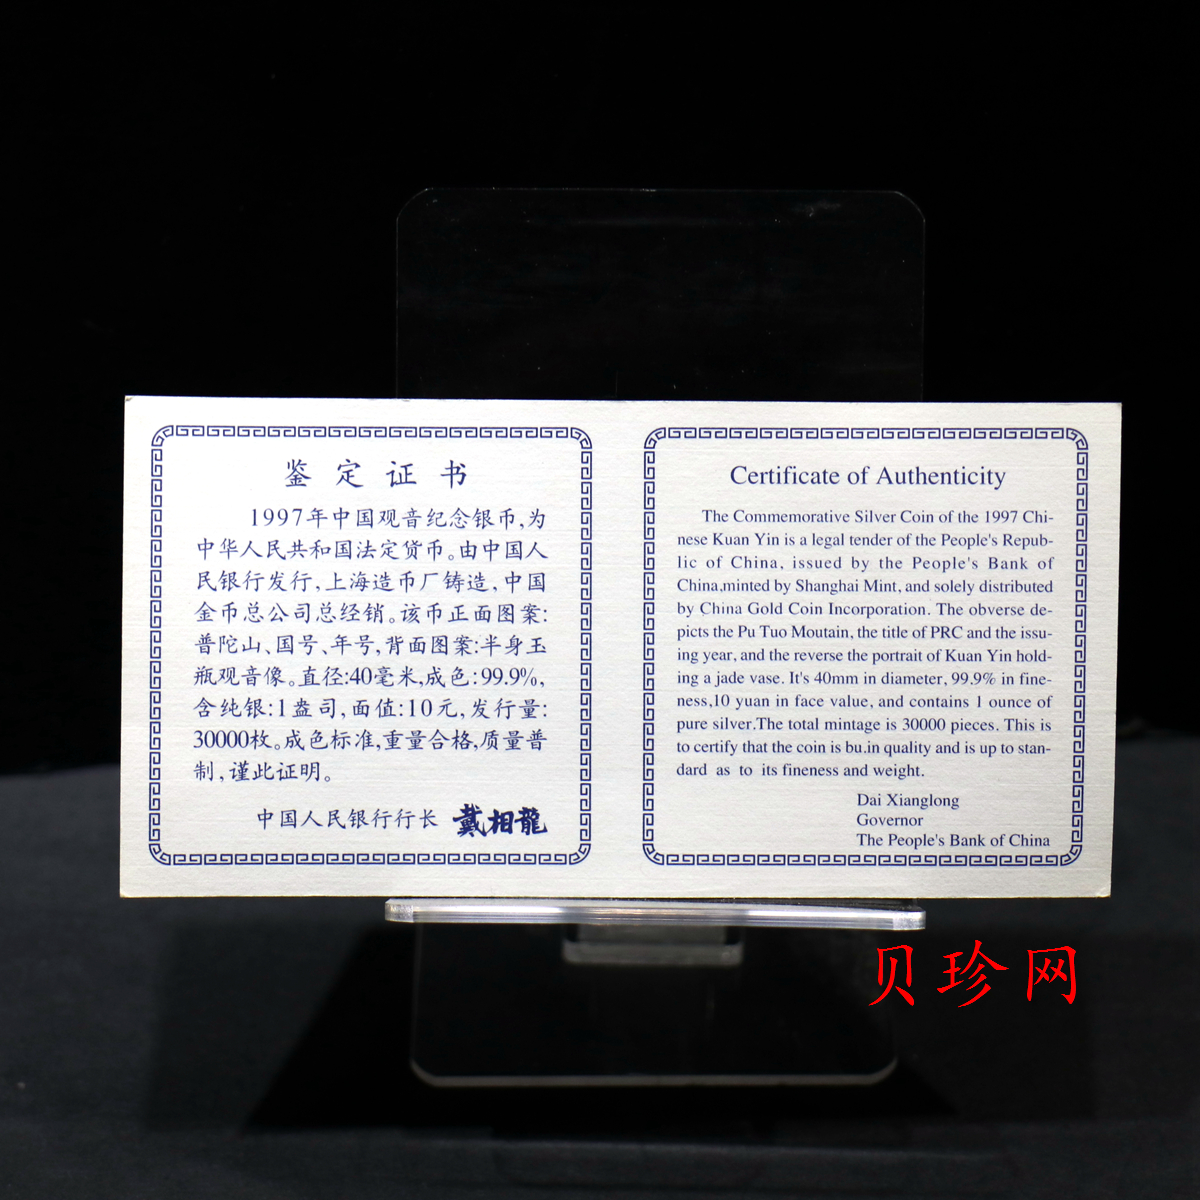 鉴定证书
1997年中国观音纪念银币,为
中华人民共和国法定货币。由中国人
民银行发行,上海造币厂铸造,中国
金币总公司总经销。该币正面图案:
普陀山、国号、年号,背面图案:半身玉
瓶观音像。直径:40毫米,成色:99.9%,
含纯银:1盎司,面值:10元,发行量:
30000枚。成色标准,重量合格,质量普
制,谨此证明。
中国人民银行行长 戴相龍
Certificate of Authenticity
The Commemorative Silver Coin of the 1997 Chi-
nese Kuan Yin is a legal tender of the People's Repub-
lic of China, issued by the People's Bank of
China,minted by Shanghai Mint, and solely distributed
by China Gold Coin Incorporation. The obverse de-
picts the Pu Tuo Moutain, the title of PRC and the issu-
ing year, and the reverse the portrait of Kuan Yin hold-
ing a jade vase. It's 40mm in diameter, 99.9% in fine-
ness,10 yuan in face value, and contains 1 ounce of
pure silver.The total mintage is 30000 pieces. This is
to certify that the coin is bu.in quality and is up to stan-
dard as to its fineness and weight.
Dai Xianglong
Governor
The People's Bank of China
贝珍网